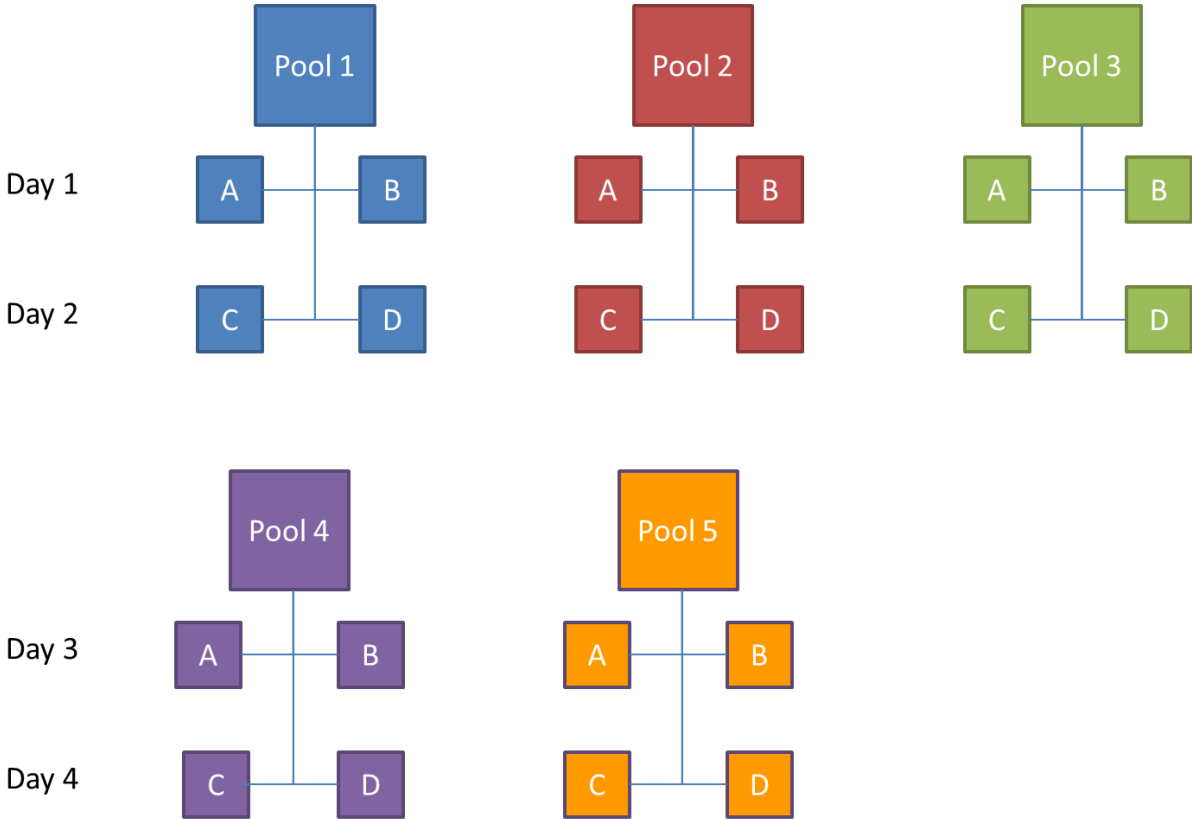 Pool 1 Pool 2 Pool 3
Day 1 A B A B A B
Day 2 C D C D C D
Pool 4 Pool 5
Day 3 A B A B
Day 4 C D C D